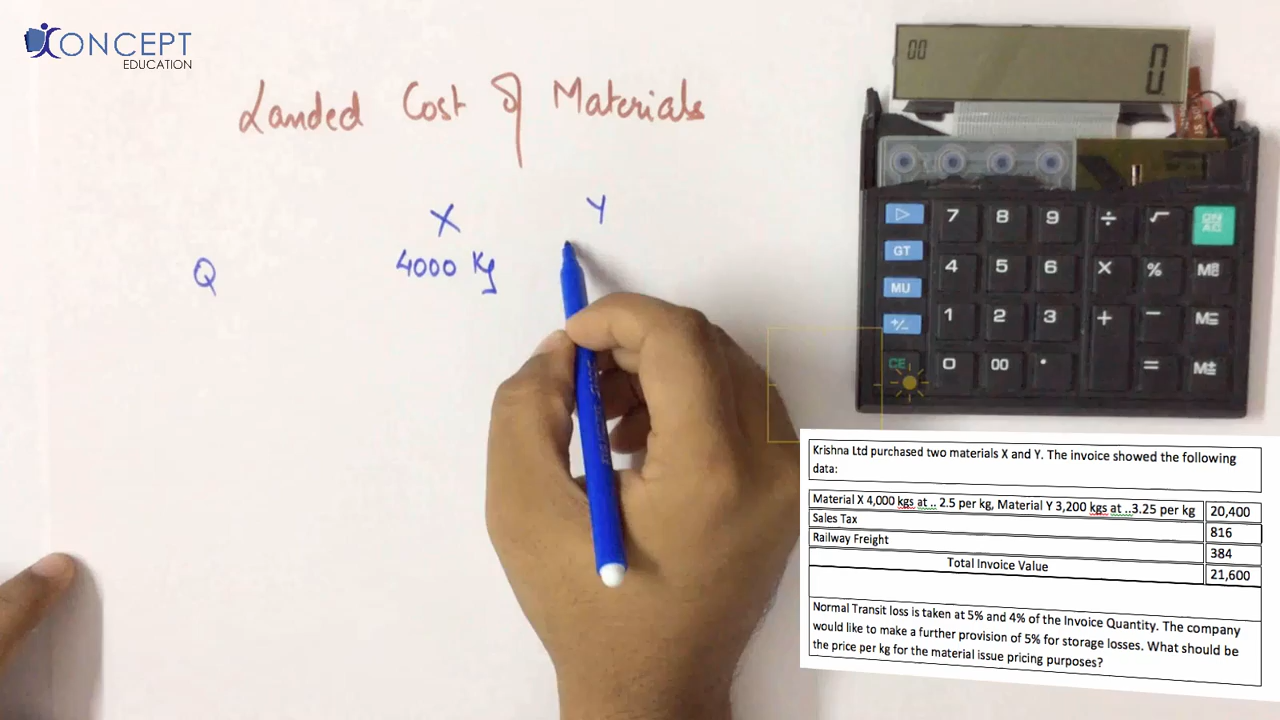 CONCEPT
EDUCATION
Landed Cost of Materials
X Y
Q 4000 Kg
00 0
7 8 9 ÷ √ ON AC
GT 4 5 6 X %
MU 1 2 3 + − M=
+/− 0 00 · = M±
CE
Krishna Ltd purchased two materials X and Y. The invoice showed the following
data:
Material X 4,000 kgs at .. 2.5 per kg, Material Y 3,200 kgs at ..3.25 per kg 20,400
Sales Tax 816
Railway Freight 384
Total Invoice Value 21,600
Normal Transit loss is taken at 5% and 4% of the Invoice Quantity. The company
would like to make a further provision of 5% for storage losses. What should be
the price per kg for the material issue pricing purposes?